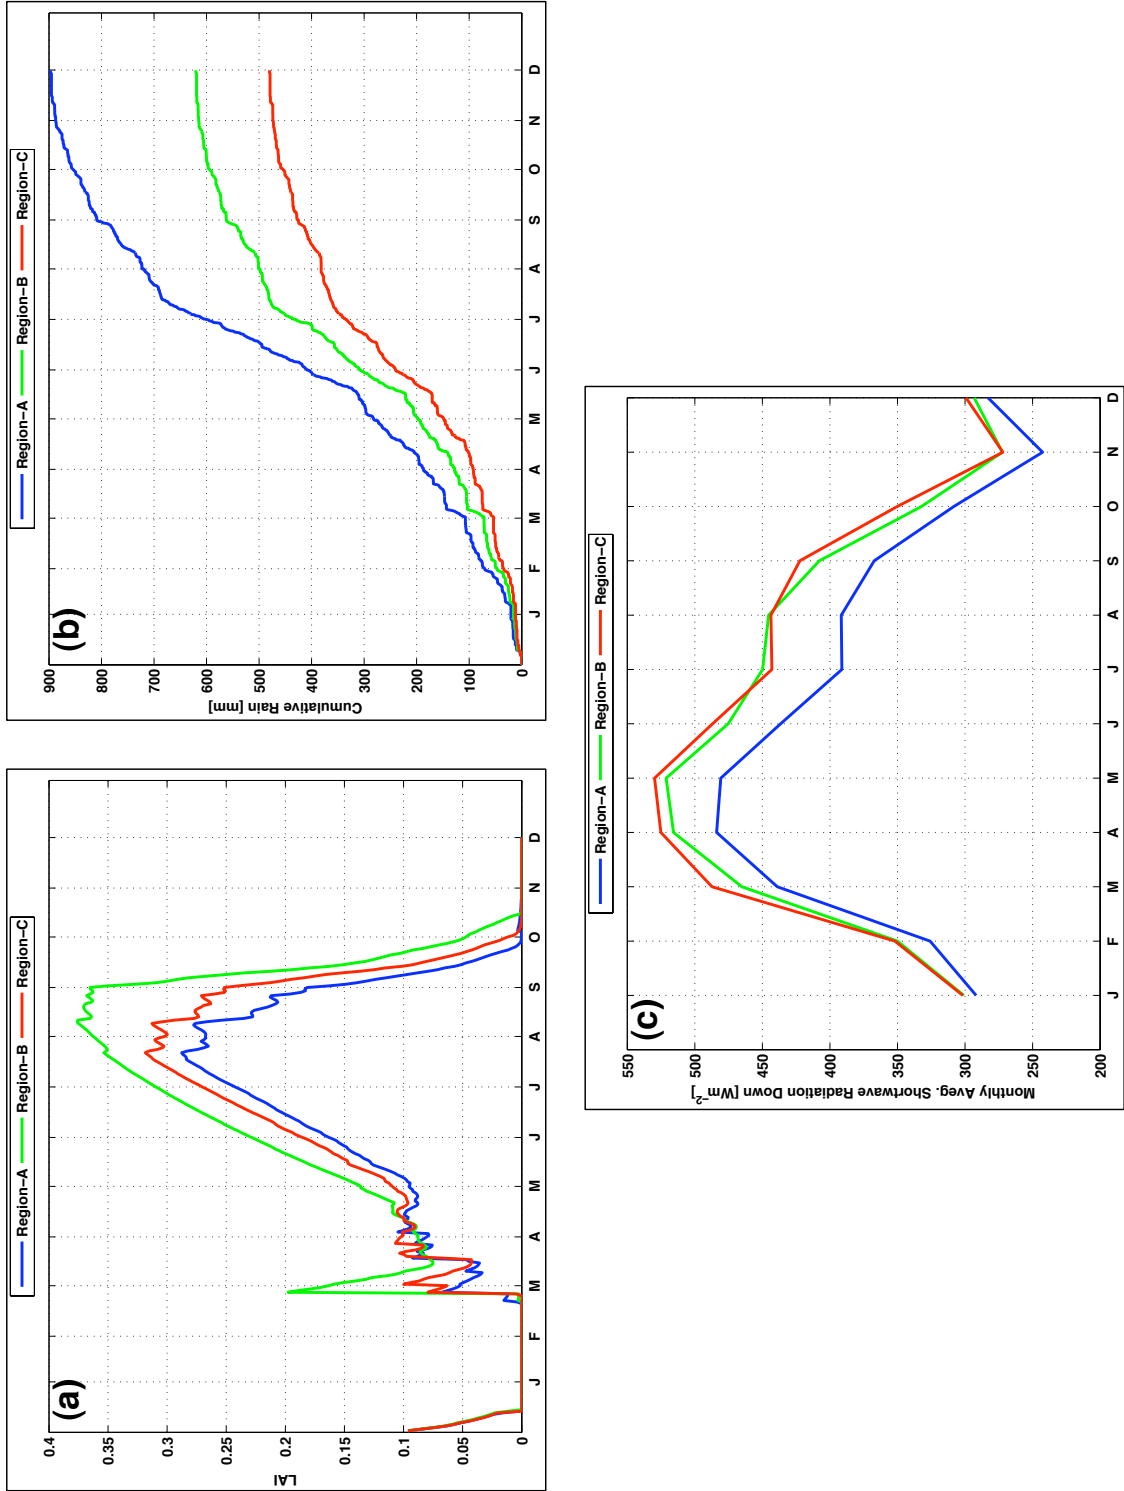 (a)
Region-A Region-B Region-C
LAI
0.4
0.35
0.3
0.25
0.2
0.15
0.1
0.05
0
J F M A M J J A S O N D
(b)
Region-A Region-B Region-C
Cumulative Rain [mm]
900
800
700
600
500
400
300
200
100
0
J F M A M J J A S O N D
(c)
Region-A Region-B Region-C
Monthly Aveg. Shortwave Radiation Down [Wm⁻²]
550
500
450
400
350
300
250
200
J F M A M J J A S O N D